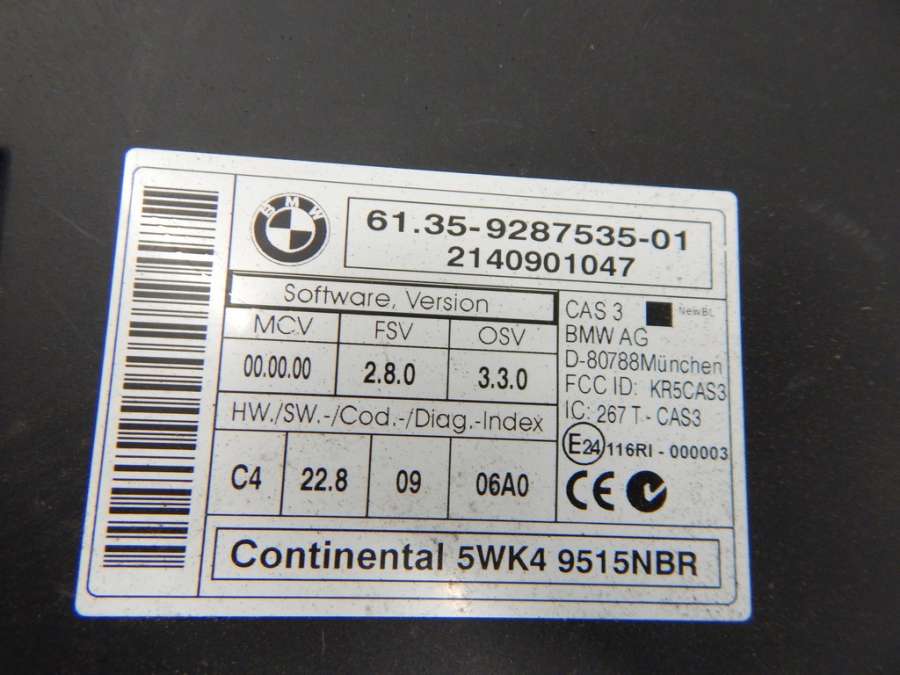 BMW
61.35-9287535-01
2140901047
Software, Version
MCV FSV OSV
00.00.00 2.8.0 3.3.0
HW./SW.-/Cod.-/Diag.-Index
C4 22.8 09 06A0
CAS 3 New.BL
BMW AG
D-80788München
FCC ID: KR5CAS3
IC: 267 T - CAS3
E24 116RI - 000003
CE
Continental 5WK4 9515NBR